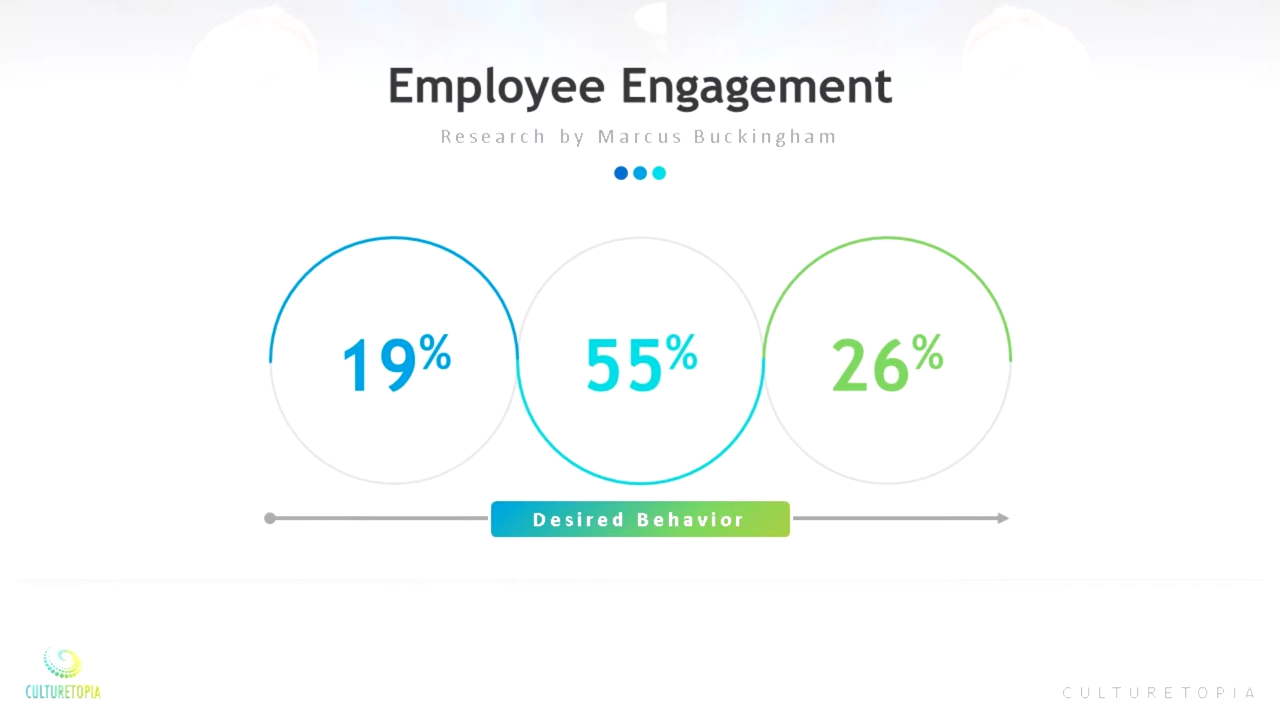 Employee Engagement
Research by Marcus Buckingham
19% 55% 26%
Desired Behavior
CULTURETOPIA
CULTURETOPIA